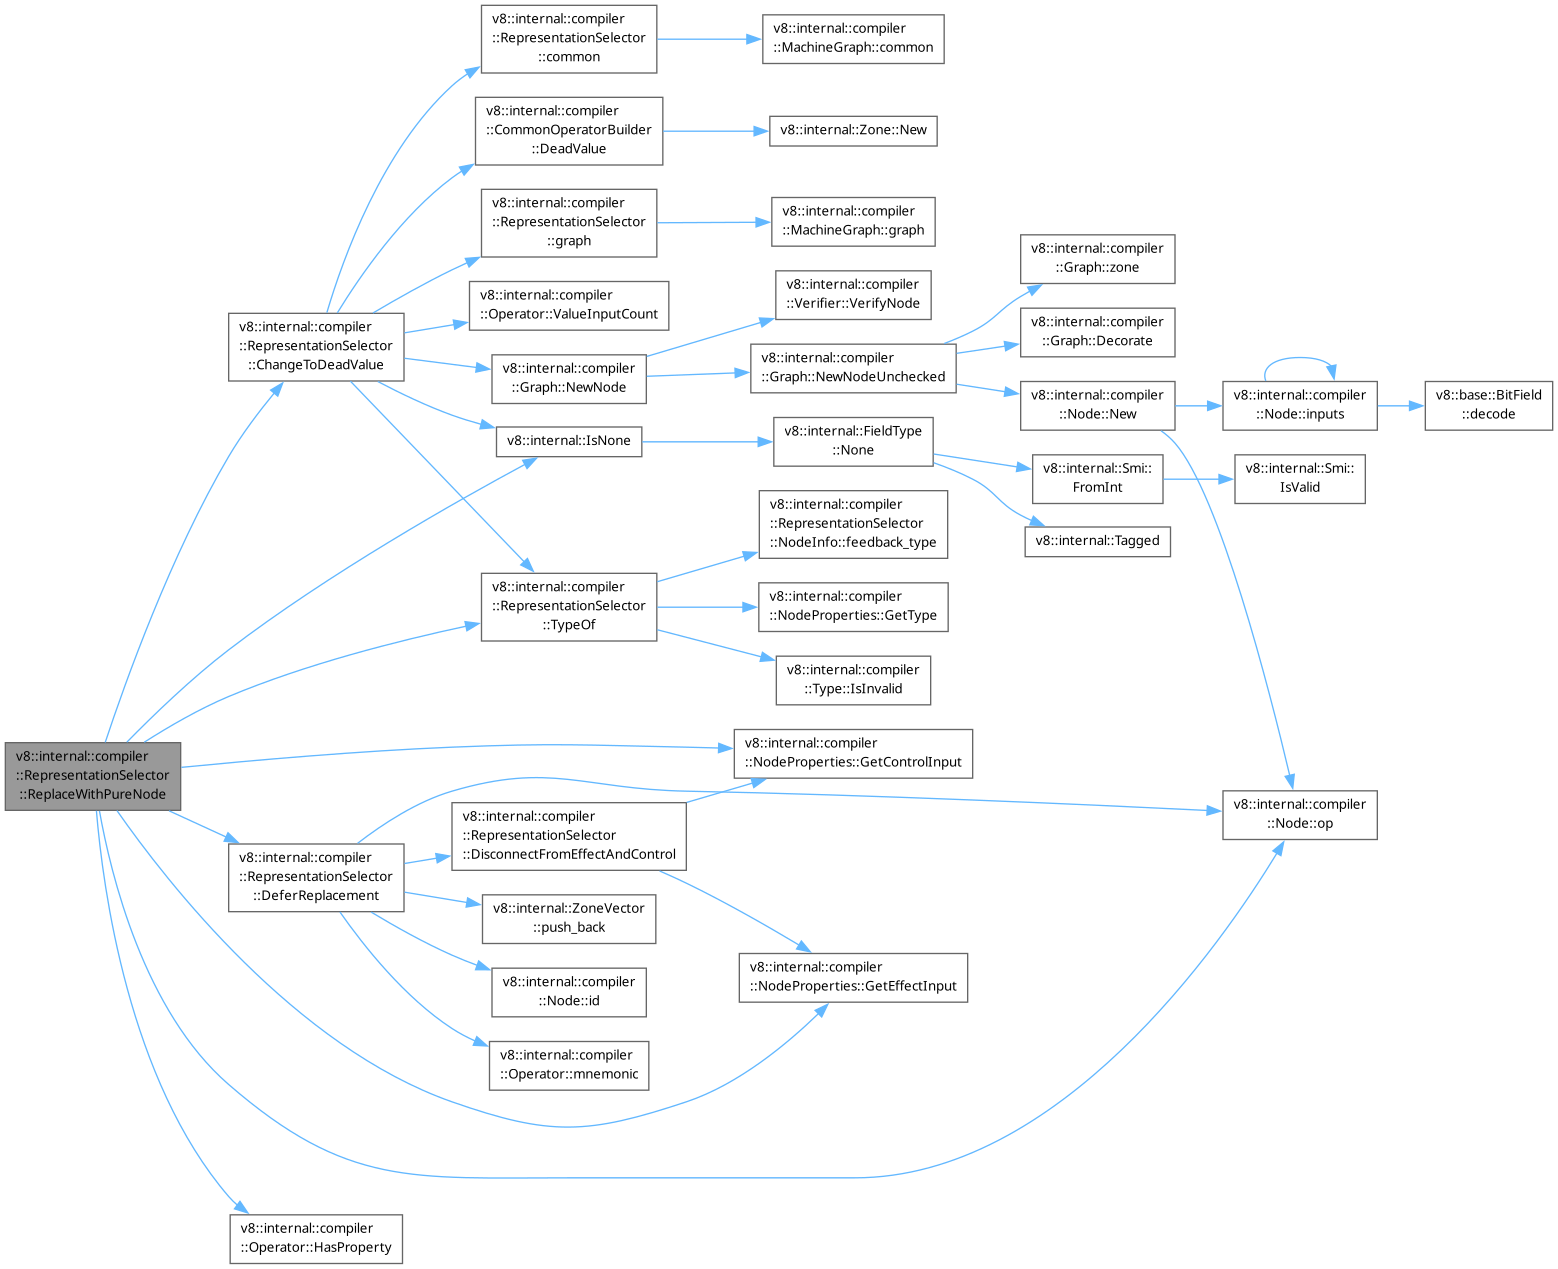 v8::internal::compiler
::RepresentationSelector
::ReplaceWithPureNode
v8::internal::compiler
::RepresentationSelector
::ChangeToDeadValue
v8::internal::compiler
::RepresentationSelector
::common
v8::internal::compiler
::MachineGraph::common
v8::internal::compiler
::CommonOperatorBuilder
::DeadValue
v8::internal::Zone::New
v8::internal::compiler
::RepresentationSelector
::graph
v8::internal::compiler
::MachineGraph::graph
v8::internal::compiler
::Operator::ValueInputCount
v8::internal::compiler
::Graph::NewNode
v8::internal::compiler
::Verifier::VerifyNode
v8::internal::compiler
::Graph::NewNodeUnchecked
v8::internal::compiler
::Graph::zone
v8::internal::compiler
::Graph::Decorate
v8::internal::compiler
::Node::New
v8::internal::compiler
::Node::inputs
v8::base::BitField
::decode
v8::internal::IsNone
v8::internal::FieldType
::None
v8::internal::Smi::
FromInt
v8::internal::Smi::
IsValid
v8::internal::Tagged
v8::internal::compiler
::RepresentationSelector
::TypeOf
v8::internal::compiler
::RepresentationSelector
::NodeInfo::feedback_type
v8::internal::compiler
::NodeProperties::GetType
v8::internal::compiler
::Type::IsInvalid
v8::internal::compiler
::NodeProperties::GetControlInput
v8::internal::compiler
::Node::op
v8::internal::compiler
::RepresentationSelector
::DeferReplacement
v8::internal::compiler
::RepresentationSelector
::DisconnectFromEffectAndControl
v8::internal::ZoneVector
::push_back
v8::internal::compiler
::Node::id
v8::internal::compiler
::NodeProperties::GetEffectInput
v8::internal::compiler
::Operator::mnemonic
v8::internal::compiler
::Operator::HasProperty